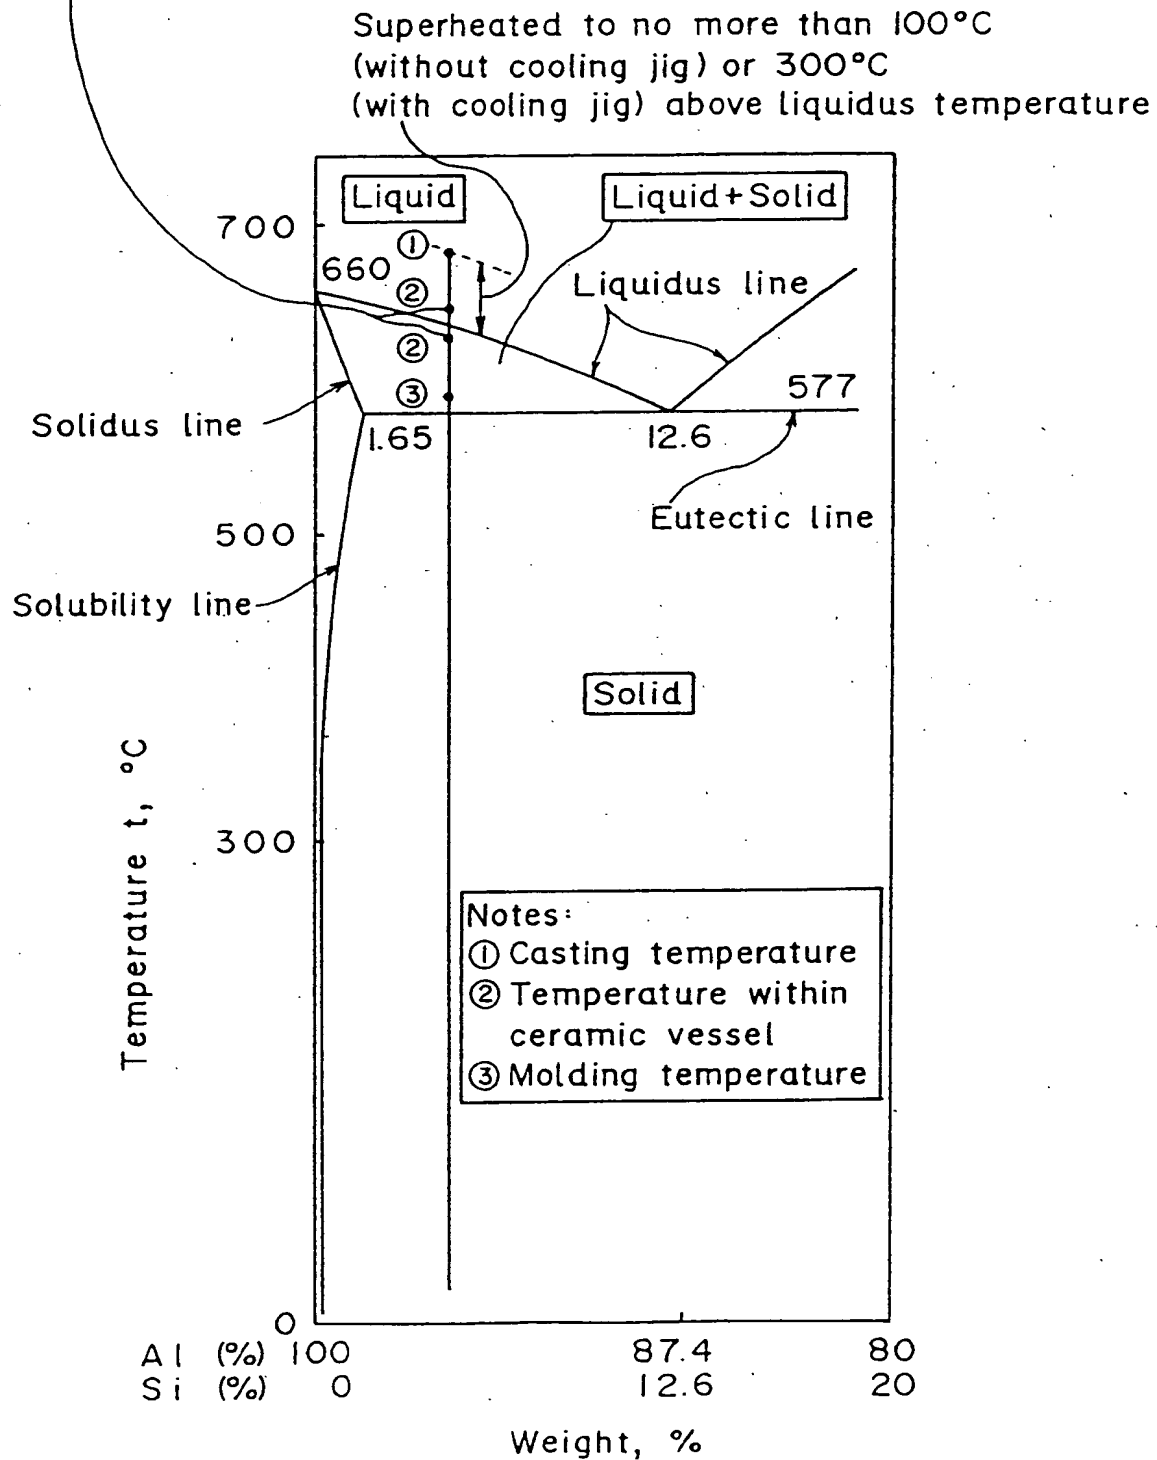 Superheated to no more than 100°C
(without cooling jig) or 300°C
(with cooling jig) above liquidus temperature
Liquid
Liquid+Solid
700
①
660
②
Liquidus line
②
③
577
Solidus line
1.65
12.6
Eutectic line
500
Solubility line
Solid
Temperature t, °C
300
Notes:
① Casting temperature
② Temperature within
ceramic vessel
③ Molding temperature
0
Al (%) 100 87.4 80
Si (%) 0 12.6 20
Weight, %